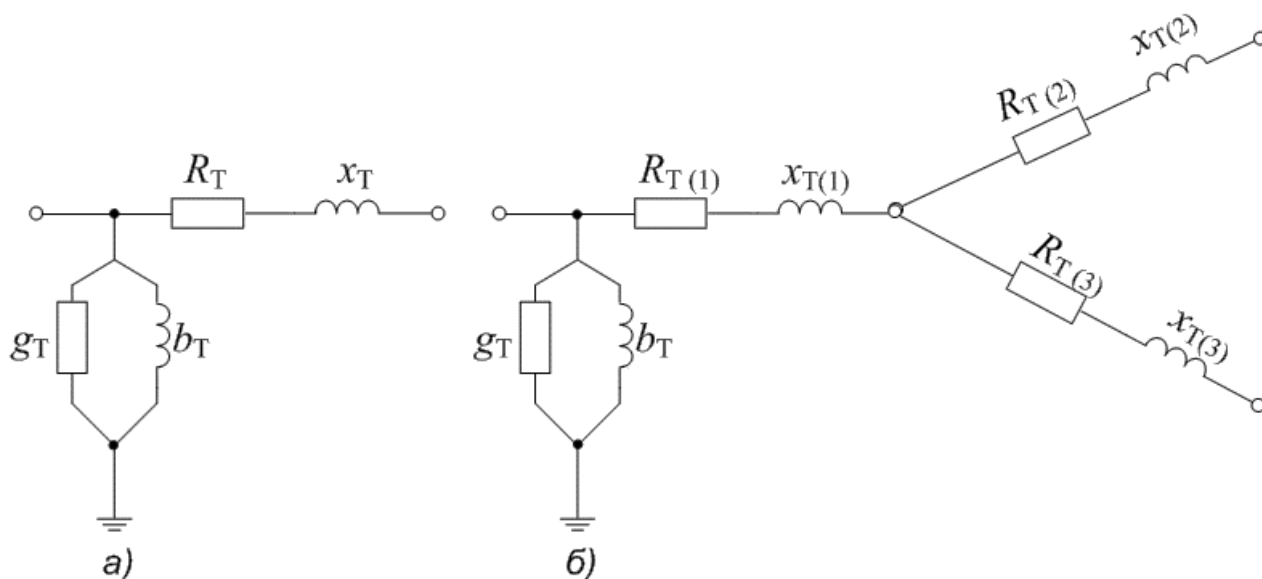 R_T
x_T
g_T
b_T
а)
R_T (1)
x_T(1)
g_T
b_T
R_T (2)
x_T(2)
R_T (3)
x_T(3)
б)